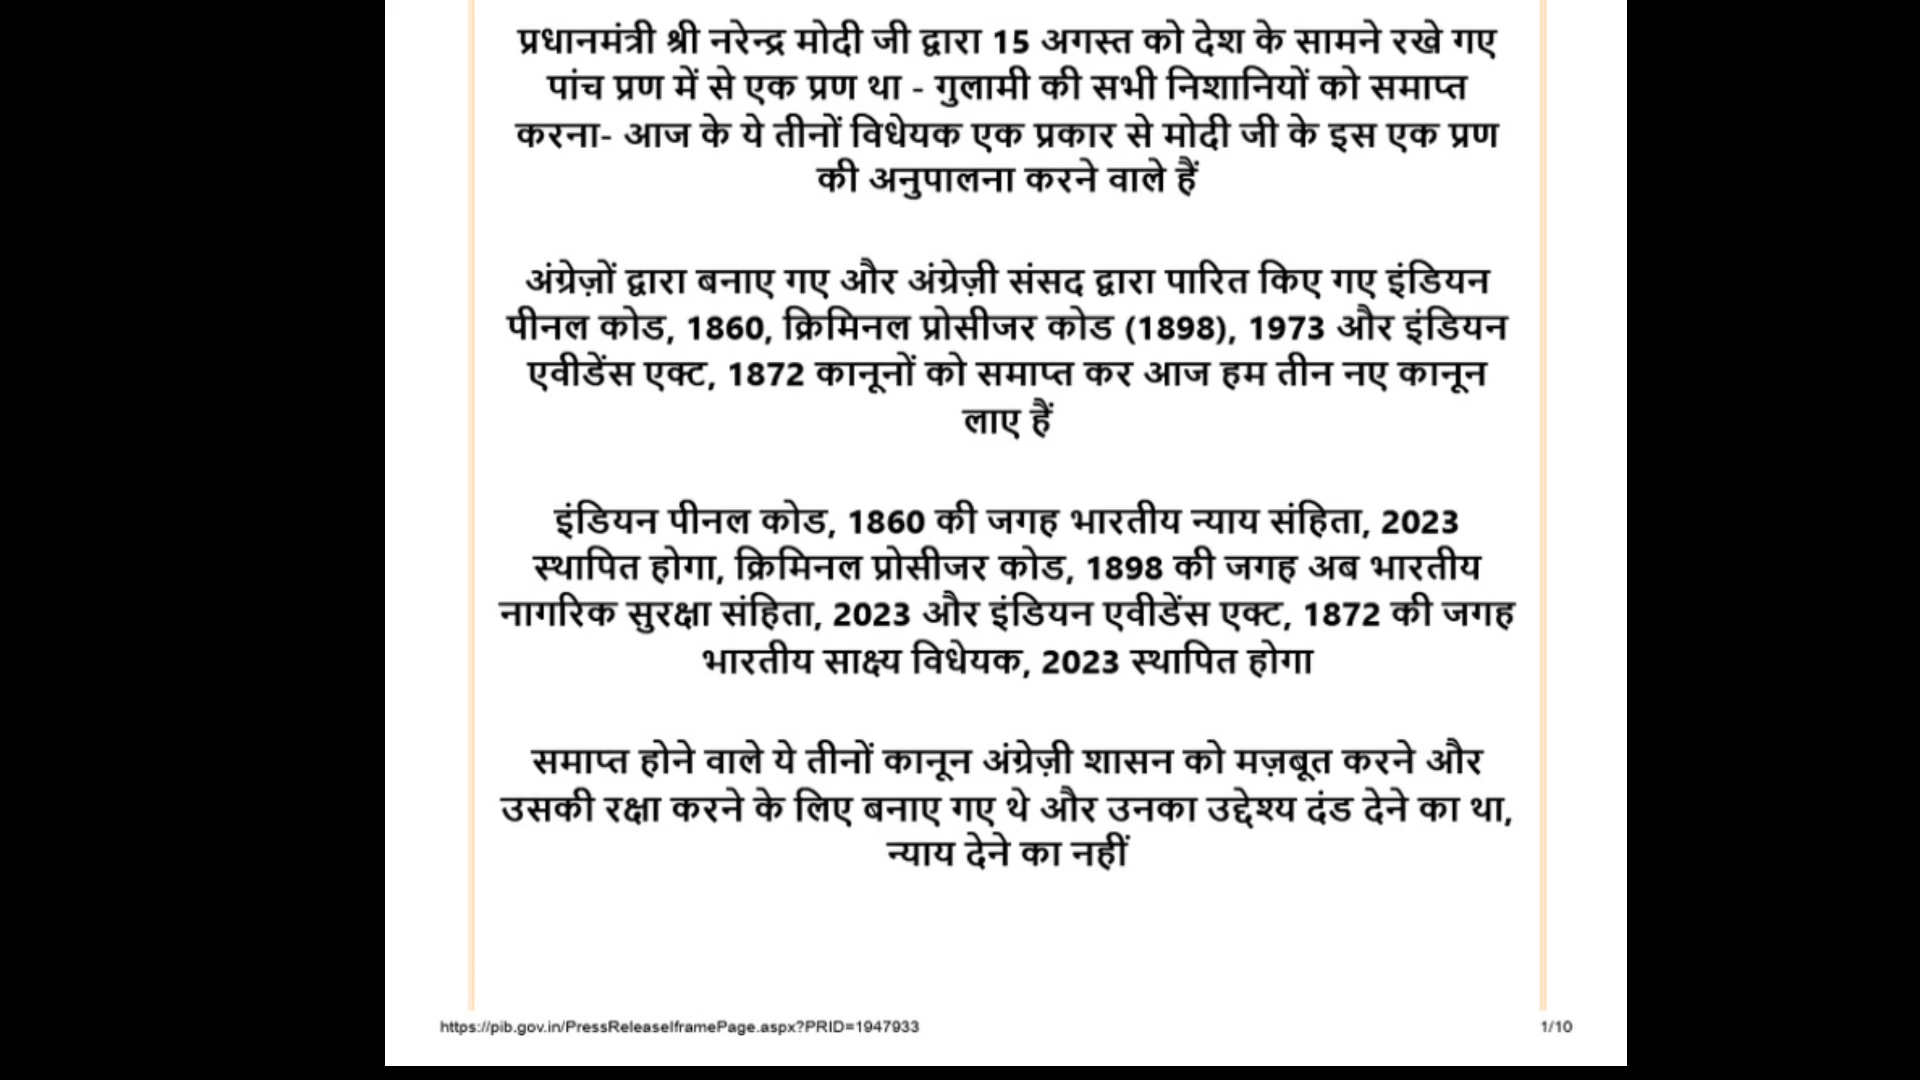 प्रधानमंत्री श्री नरेन्द्र मोदी जी द्वारा 15 अगस्त को देश के सामने रखे गए
पांच प्रण में से एक प्रण था - गुलामी की सभी निशानियों को समाप्त
करना- आज के ये तीनों विधेयक एक प्रकार से मोदी जी के इस एक प्रण
की अनुपालना करने वाले हैं
अंग्रेज़ों द्वारा बनाए गए और अंग्रेज़ी संसद द्वारा पारित किए गए इंडियन
पीनल कोड, 1860, क्रिमिनल प्रोसीजर कोड (1898), 1973 और इंडियन
एवीडेंस एक्ट, 1872 कानूनों को समाप्त कर आज हम तीन नए कानून
लाए हैं
इंडियन पीनल कोड, 1860 की जगह भारतीय न्याय संहिता, 2023
स्थापित होगा, क्रिमिनल प्रोसीजर कोड, 1898 की जगह अब भारतीय
नागरिक सुरक्षा संहिता, 2023 और इंडियन एवीडेंस एक्ट, 1872 की जगह
भारतीय साक्ष्य विधेयक, 2023 स्थापित होगा
समाप्त होने वाले ये तीनों कानून अंग्रेज़ी शासन को मज़बूत करने और
उसकी रक्षा करने के लिए बनाए गए थे और उनका उद्देश्य दंड देने का था,
न्याय देने का नहीं
https://pib.gov.in/PressReleaseIframePage.aspx?PRID=1947933 1/10